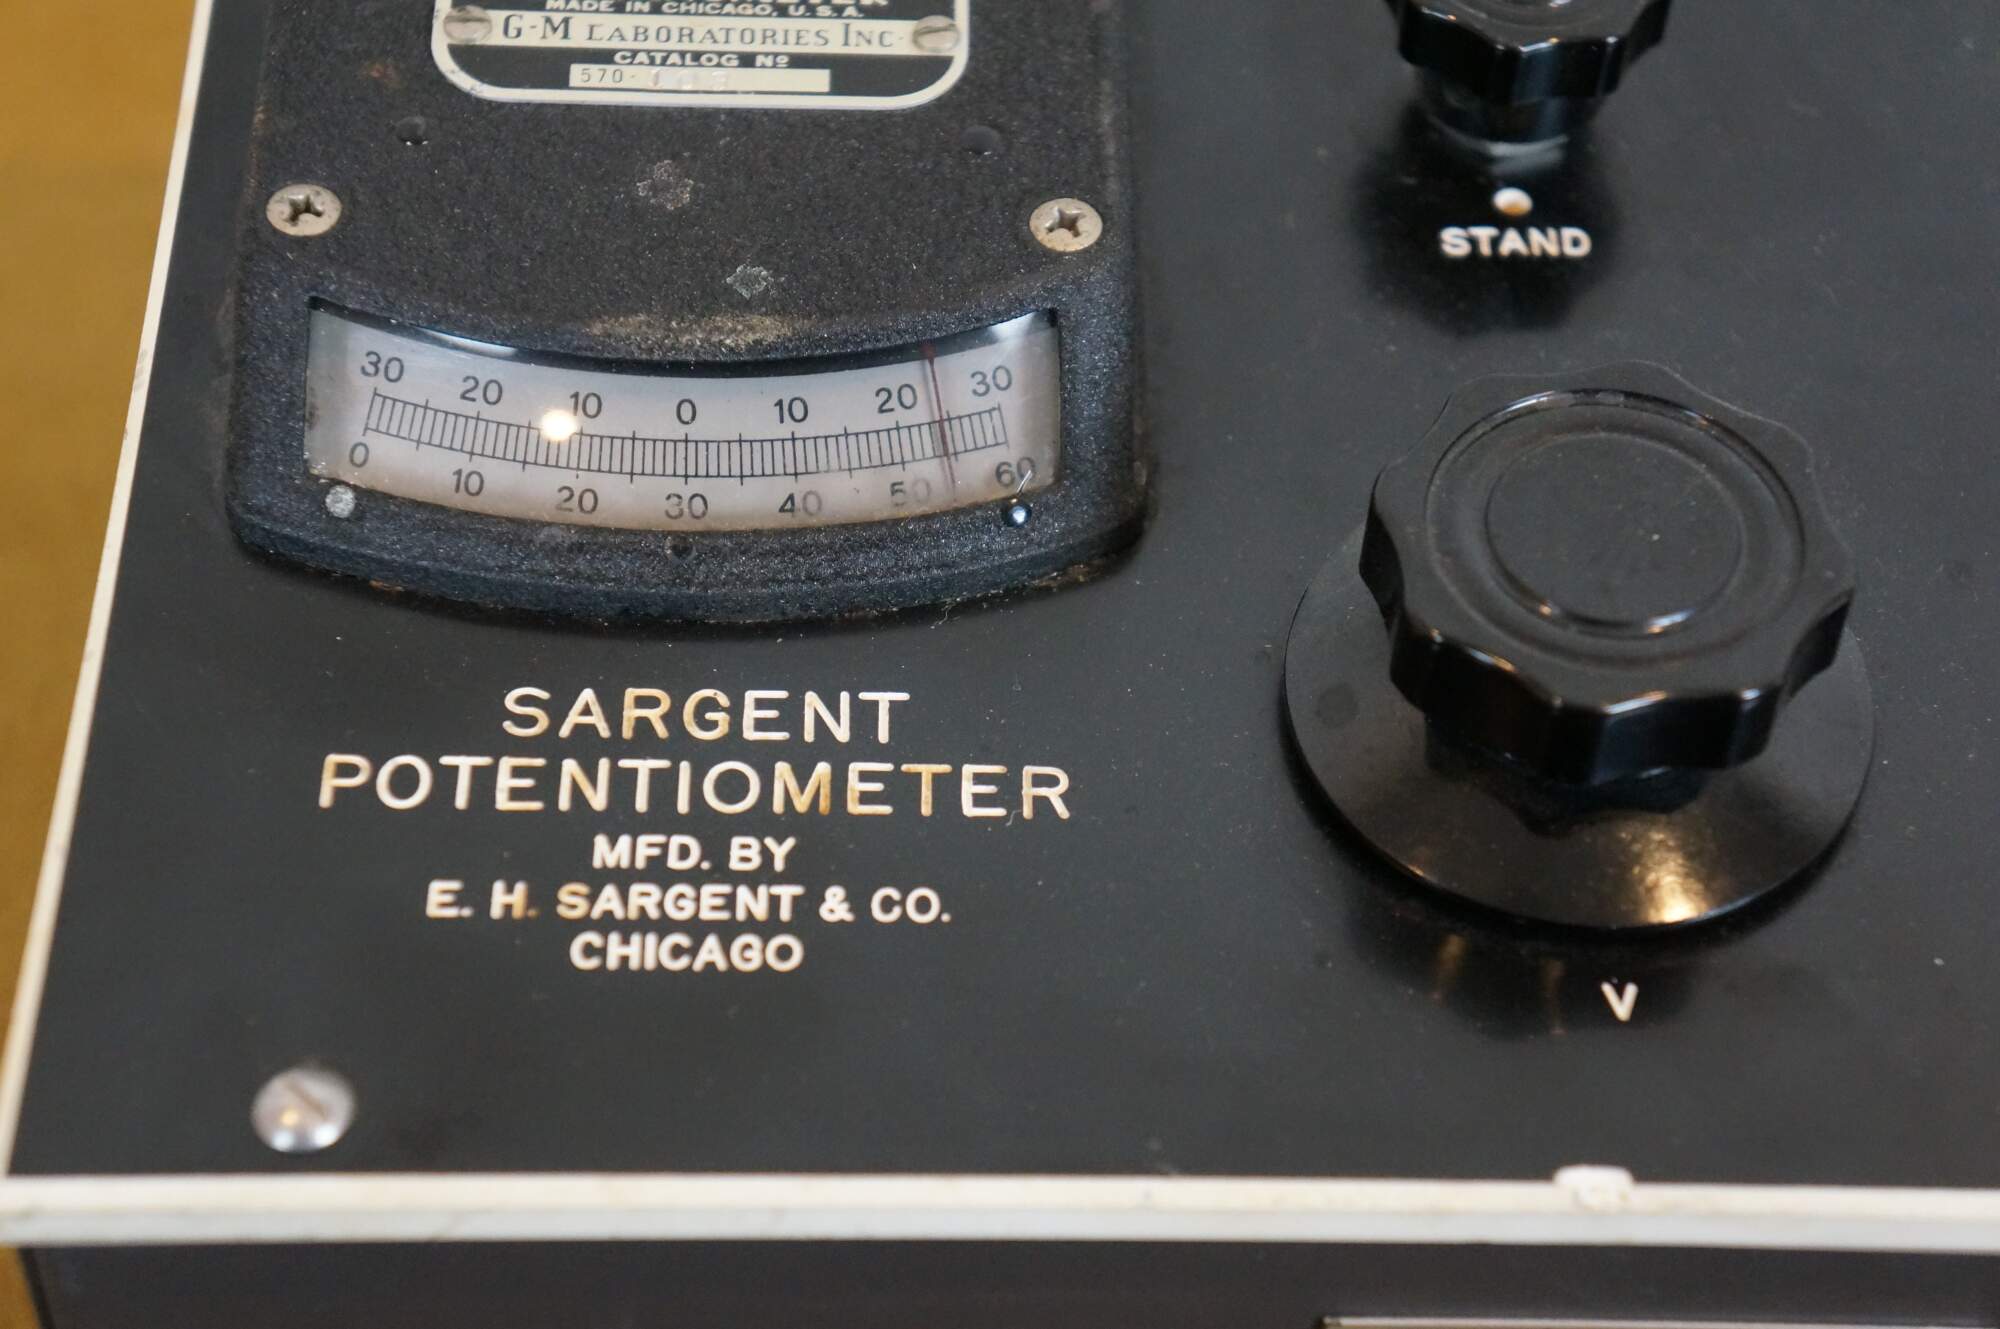 MADE IN CHICAGO, U.S.A.
G-M LABORATORIES INC.
CATALOG Nº
570-
STAND
30 20 10 0 10 20 30
0 10 20 30 40 50 60
SARGENT
POTENTIOMETER
MFD. BY
E. H. SARGENT & CO.
CHICAGO
V